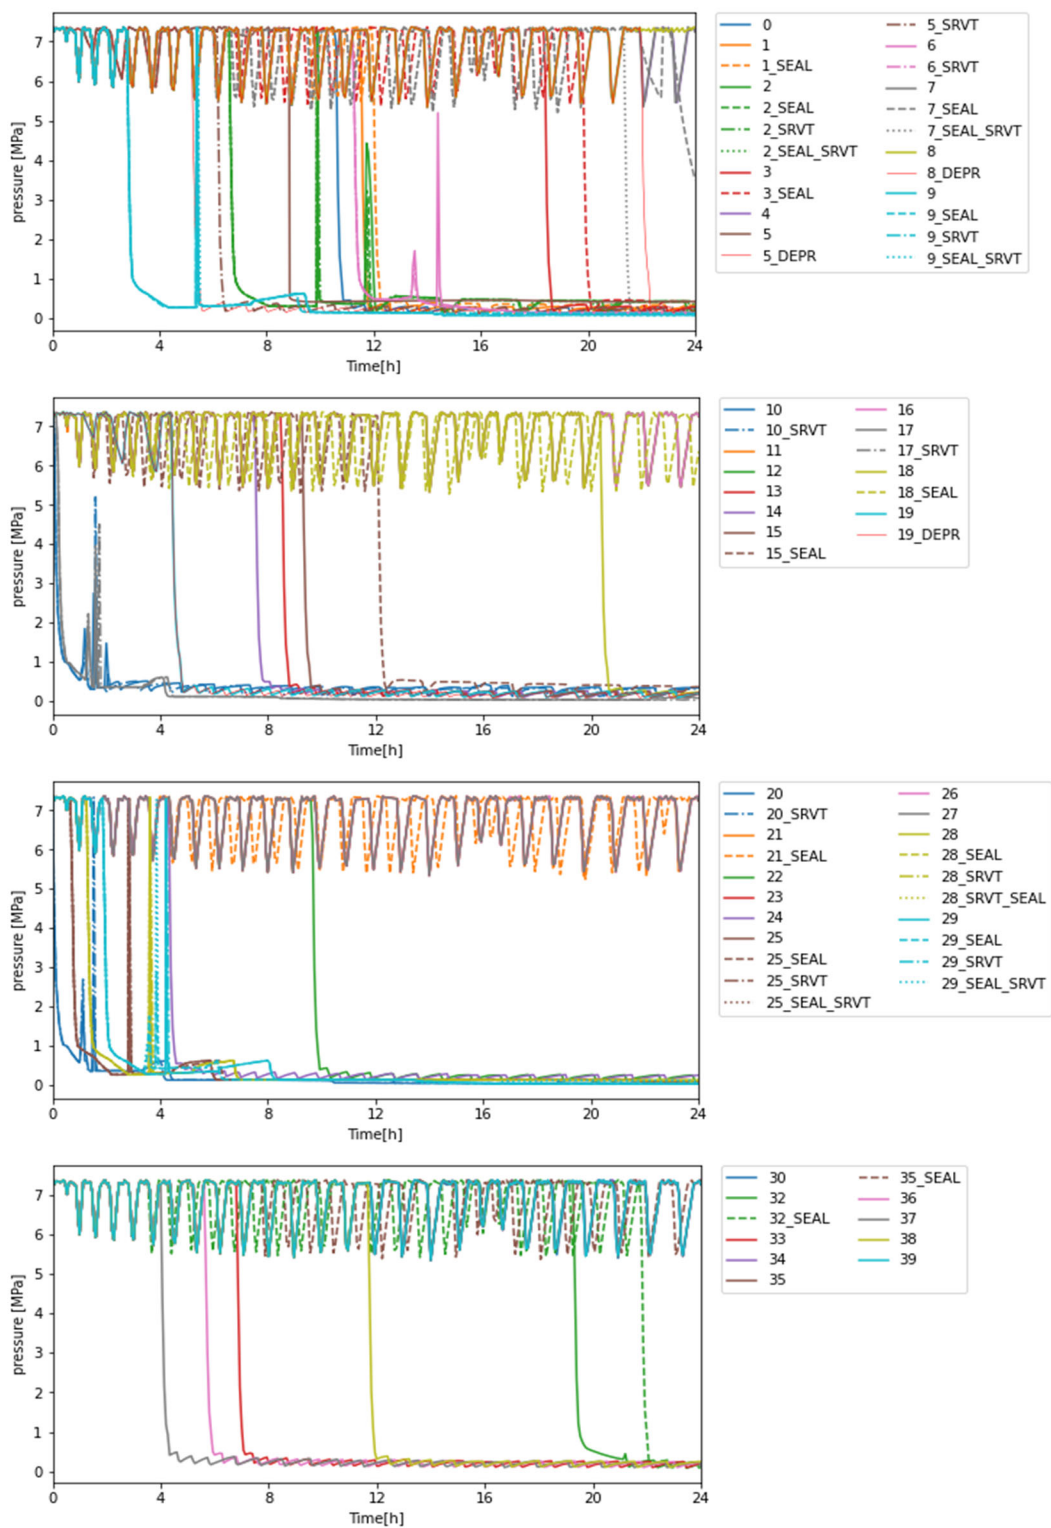 pressure [MPa]
7
6
5
4
3
2
1
0
0 4 8 12 16 20 24
Time[h]
0
1
1_SEAL
2
2_SEAL
2_SRVT
2_SEAL_SRVT
3
3_SEAL
4
5
5_DEPR
5_SRVT
6
6_SRVT
7
7_SEAL
7_SEAL_SRVT
8
8_DEPR
9
9_SEAL
9_SRVT
9_SEAL_SRVT
pressure [MPa]
7
6
5
4
3
2
1
0
0 4 8 12 16 20 24
Time[h]
10
10_SRVT
11
12
13
14
15
15_SEAL
16
17
17_SRVT
18
18_SEAL
19
19_DEPR
pressure [MPa]
7
6
5
4
3
2
1
0
0 4 8 12 16 20 24
Time[h]
20
20_SRVT
21
21_SEAL
22
23
24
25
25_SEAL
25_SRVT
25_SEAL_SRVT
26
27
28
28_SEAL
28_SRVT
28_SRVT_SEAL
29
29_SEAL
29_SRVT
29_SEAL_SRVT
pressure [MPa]
7
6
5
4
3
2
1
0
0 4 8 12 16 20 24
Time[h]
30
32
32_SEAL
33
34
35
35_SEAL
36
37
38
39